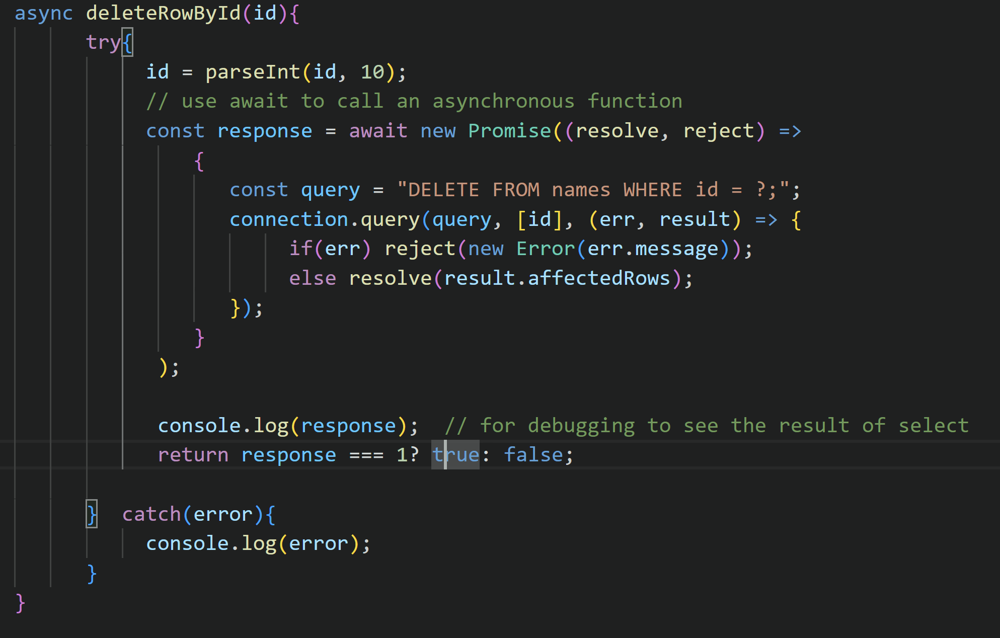 async deleteRowById(id){
try{
id = parseInt(id, 10);
// use await to call an asynchronous function
const response = await new Promise((resolve, reject) =>
{
const query = "DELETE FROM names WHERE id = ?;";
connection.query(query, [id], (err, result) => {
if(err) reject(new Error(err.message));
else resolve(result.affectedRows);
});
}
);
console.log(response);  // for debugging to see the result of select
return response === 1? true: false;
}  catch(error){
console.log(error);
}
}